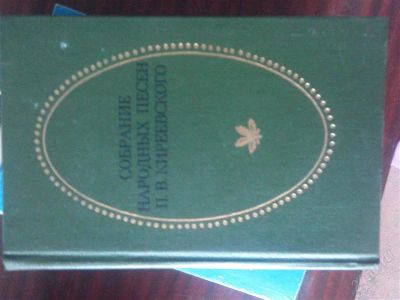 СОБРАНИЕ
НАРОДНЫХ ПЕСЕН
П. В. КИРЕЕВСКОГО